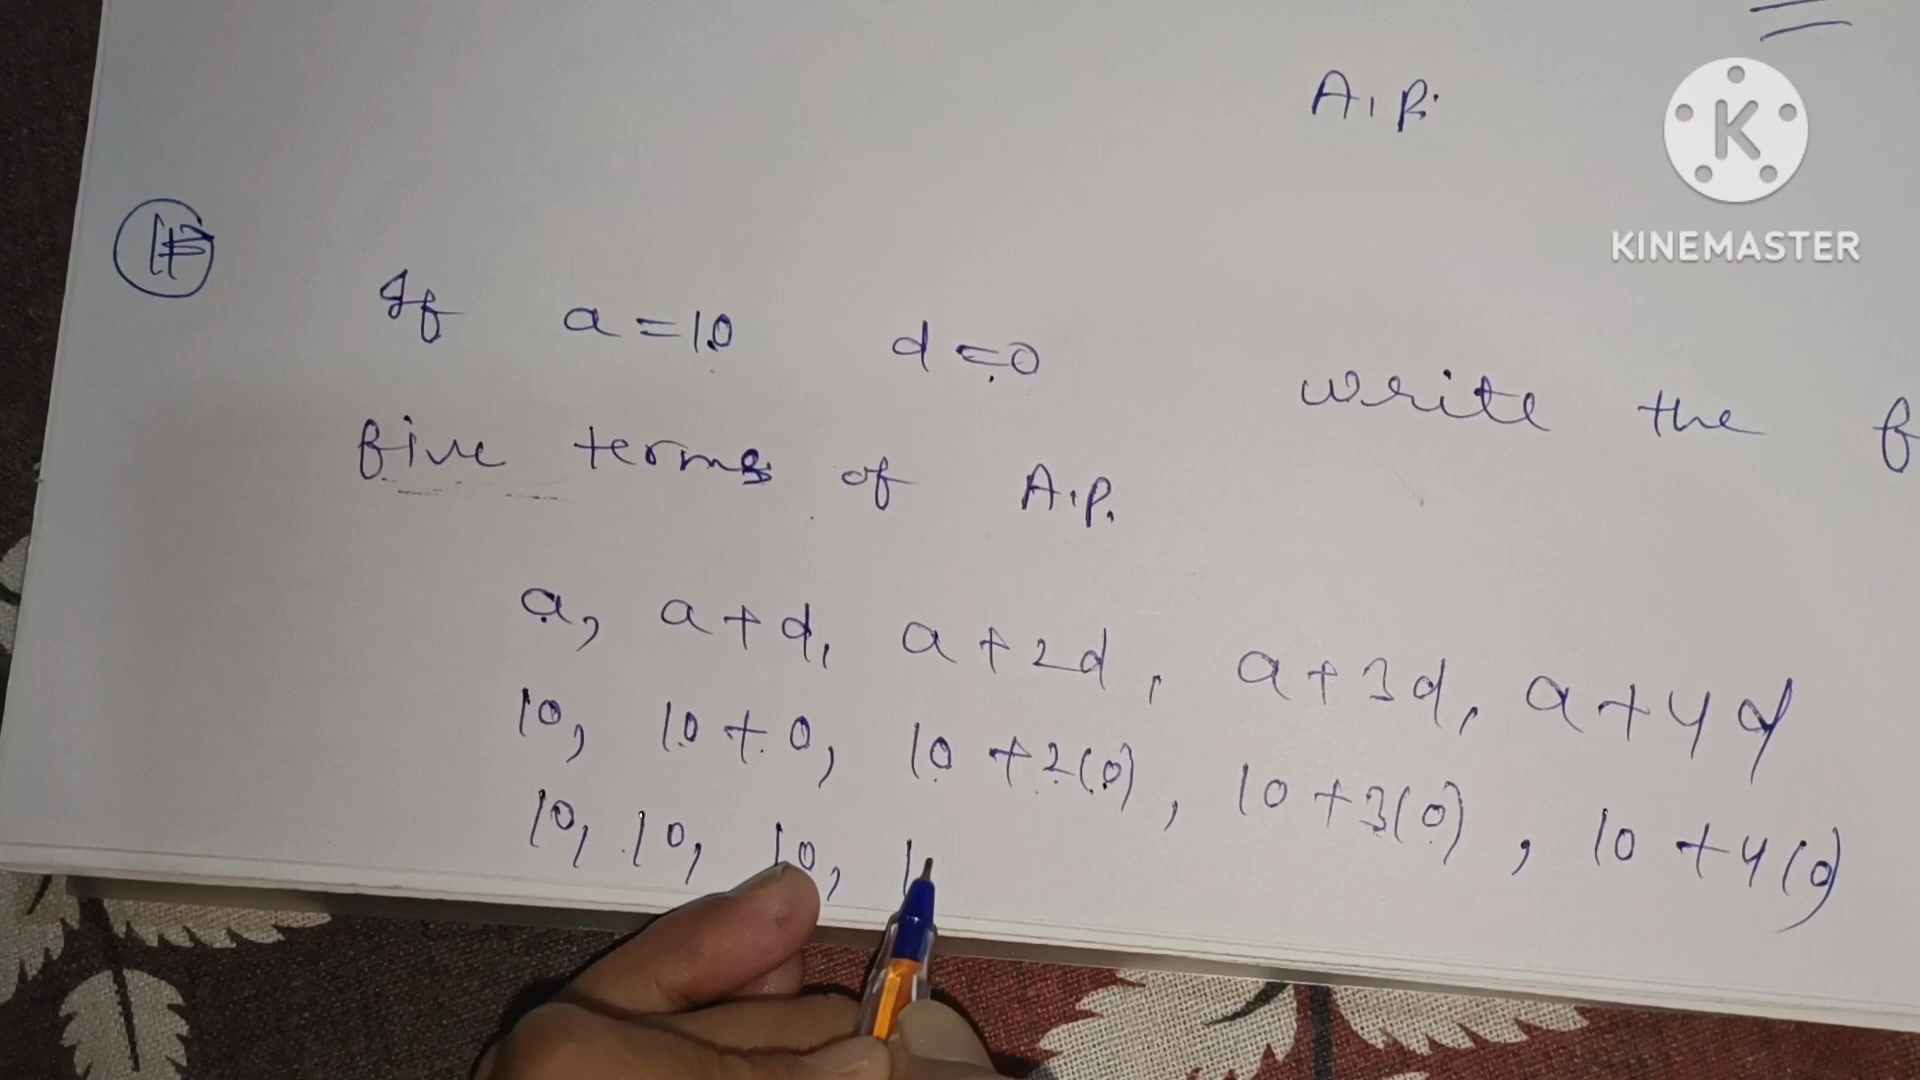 A.P.
KINEMASTER
If a=10 d=0 write the f
five terms of A.P.
a, a+d, a+2d, a+3d, a+4d
10, 10+0, 10+2(0), 10+3(0), 10+4(0)
10, 10, 10, 1